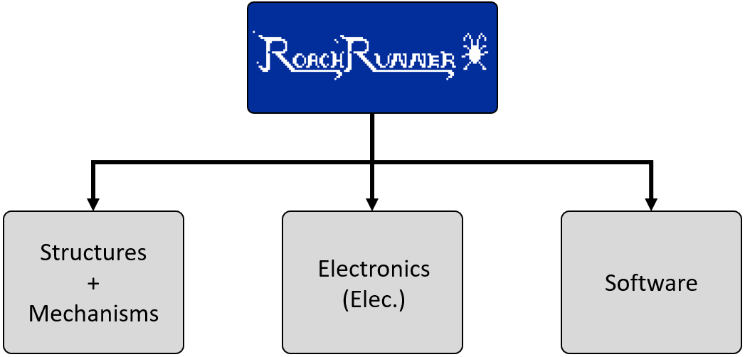 RoachRunner
Structures
+
Mechanisms
Electronics
(Elec.)
Software